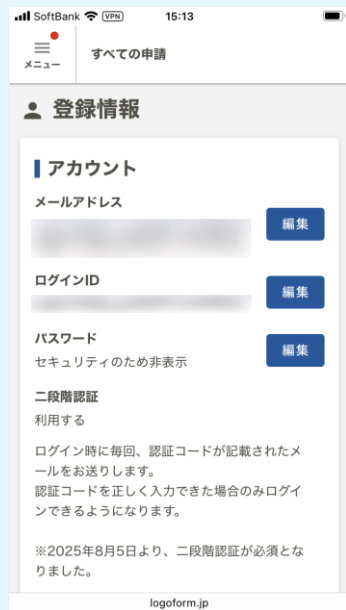 SoftBank VPN 15:13
メニュー
すべての申請
登録情報
アカウント
メールアドレス
編集
ログインID
編集
パスワード
セキュリティのため非表示
編集
二段階認証
利用する
ログイン時に毎回、認証コードが記載されたメ
ールをお送りします。
認証コードを正しく入力できた場合のみログイ
ンできるようになります。
※2025年8月5日より、二段階認証が必須とな
りました。
logoform.jp